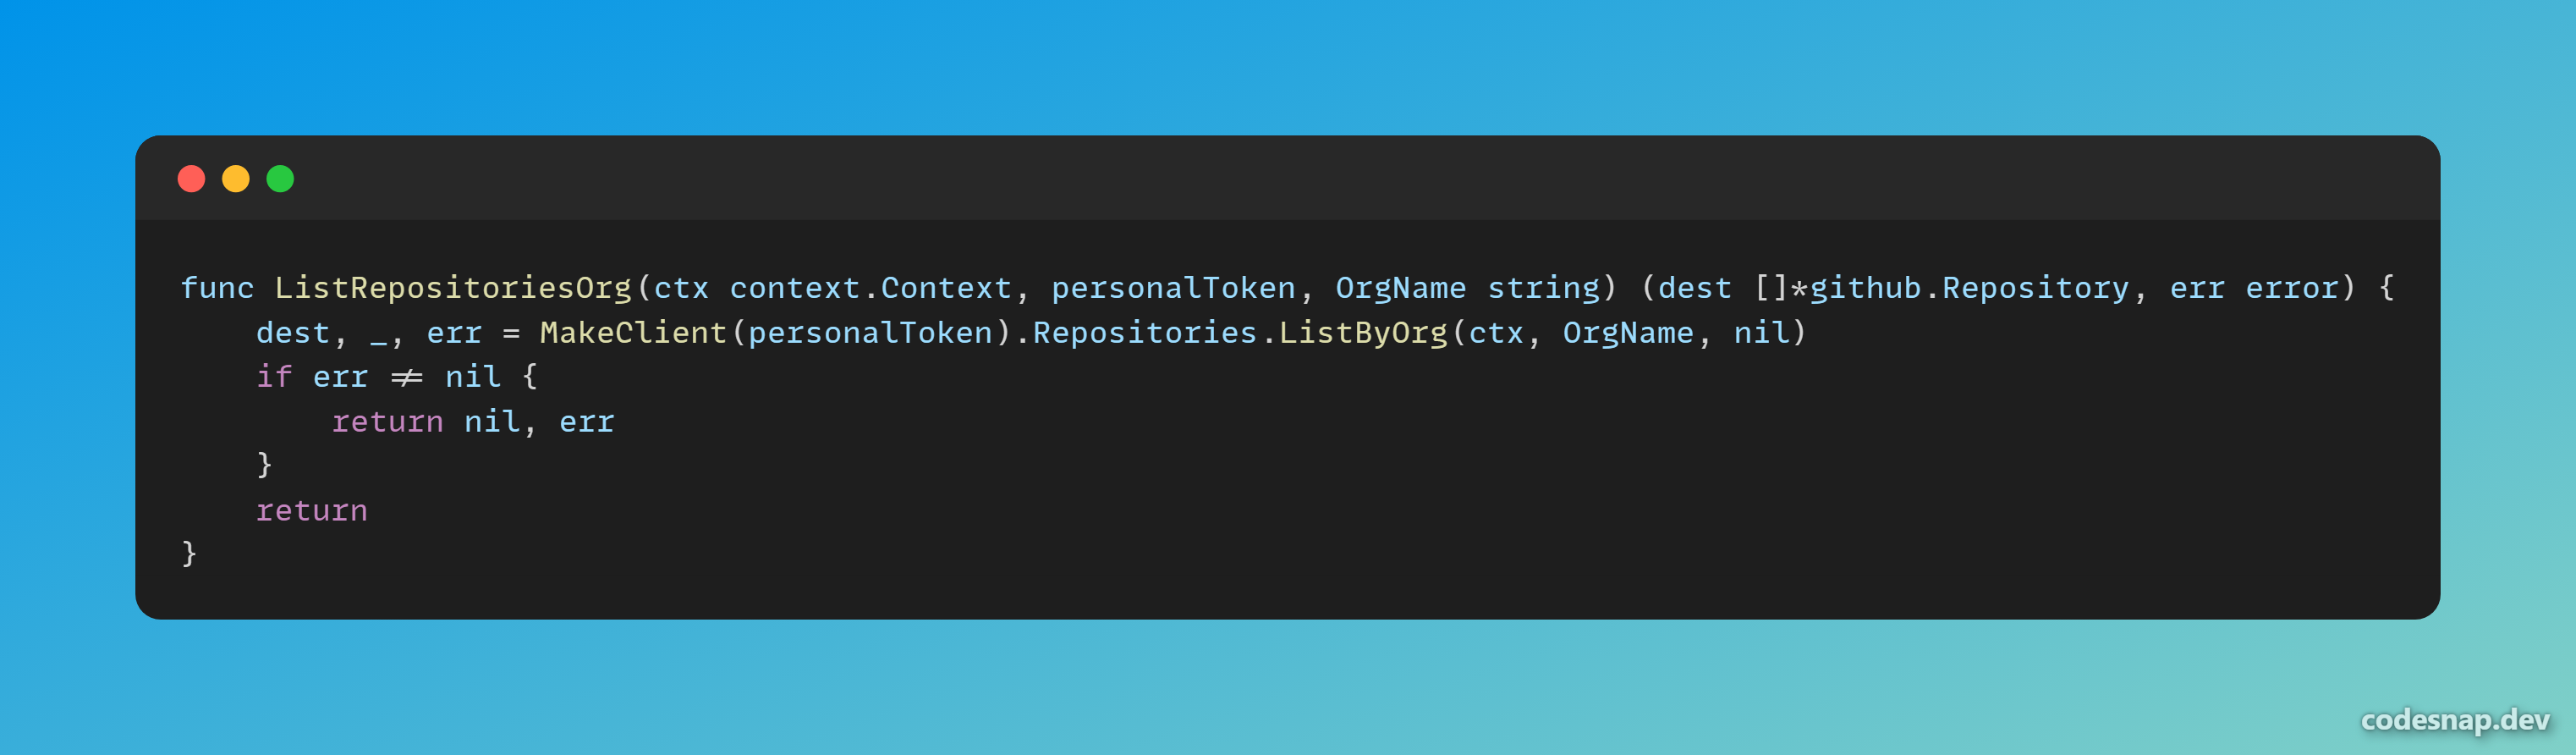 func ListRepositoriesOrg(ctx context.Context, personalToken, OrgName string) (dest []*github.Repository, err error) {
    dest, _, err = MakeClient(personalToken).Repositories.ListByOrg(ctx, OrgName, nil)
    if err != nil {
        return nil, err
    }
    return
}
codesnap.dev